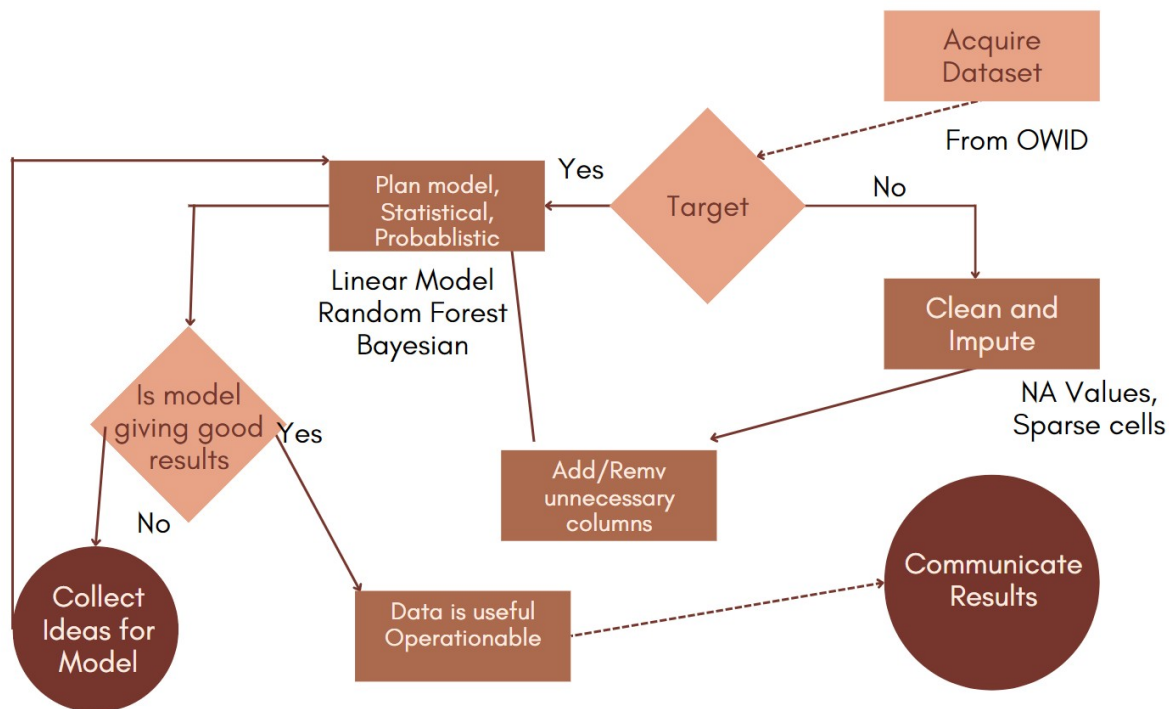 Acquire
Dataset
From OWID
Target
Yes
No
Plan model,
Statistical,
Probablistic
Linear Model
Random Forest
Bayesian
Clean and
Impute
NA Values,
Sparse cells
Add/Remv
unnecessary
columns
Is model
giving good
results
Yes
No
Collect
Ideas for
Model
Data is useful
Operationable
Communicate
Results